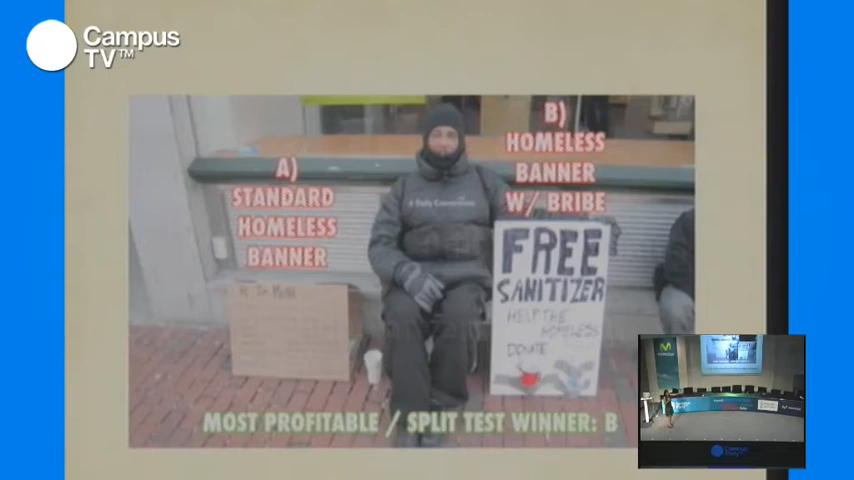 Campus
TV™
A)
STANDARD
HOMELESS
BANNER
B)
HOMELESS
BANNER
W/ BRIBE
FREE
SANITIZER
HELP THE
HOMELESS
DONATE
MOST PROFITABLE / SPLIT TEST WINNER: B
Campus